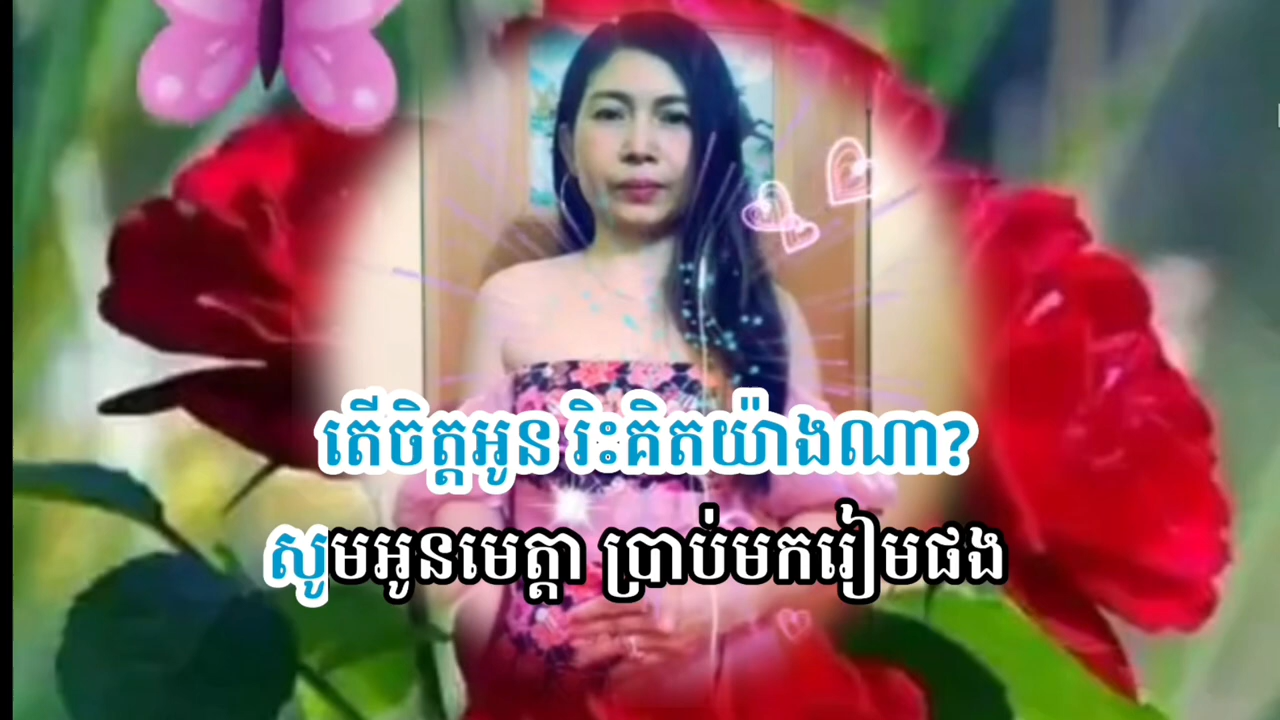 តើចិត្តអូន រិះគិតយ៉ាងណា?
សូមអូនមេត្តា ប្រាប់មករៀមផង